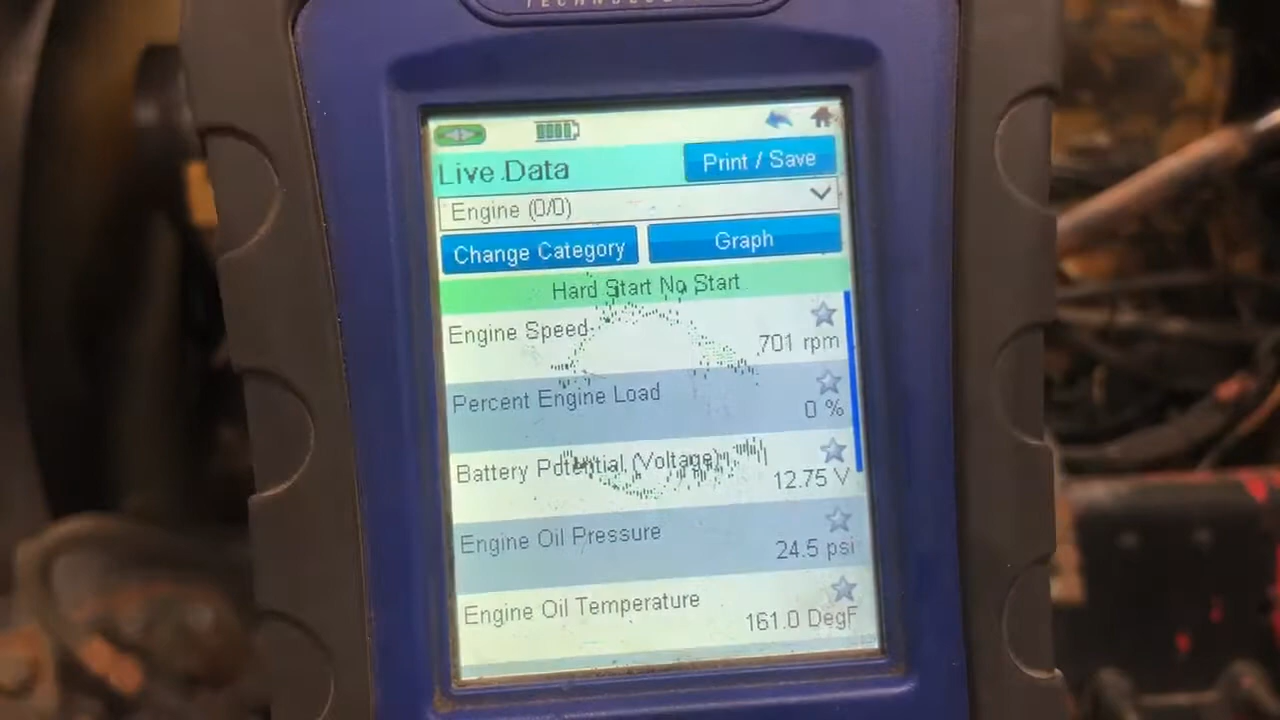 Live Data
Print / Save
Engine (0/0)
Change Category
Graph
Hard Start No Start
Engine Speed
701 rpm
Percent Engine Load
0 %
Battery Potential (Voltage)
12.75 V
Engine Oil Pressure
24.5 psi
Engine Oil Temperature
161.0 DegF